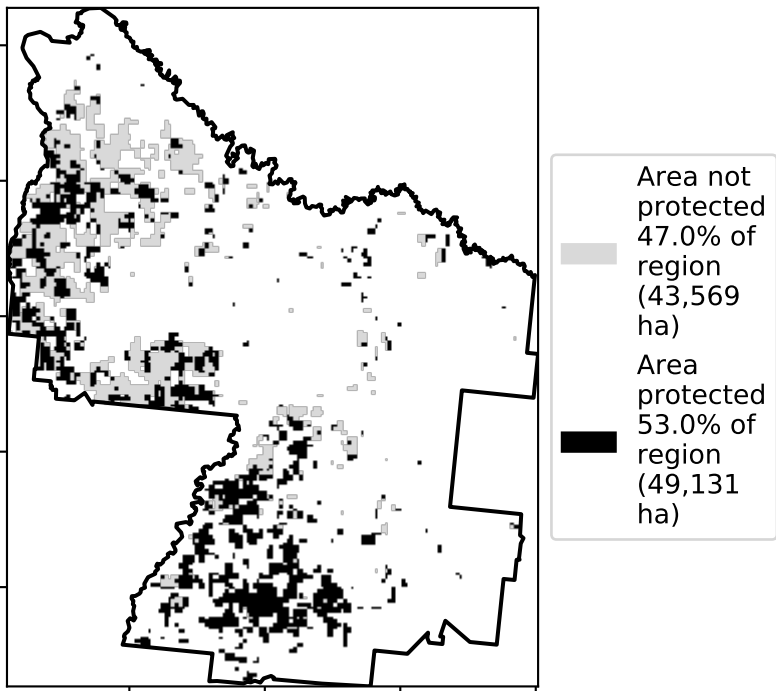 Area not
protected
47.0% of
region
(43,569
ha)
Area
protected
53.0% of
region
(49,131
ha)